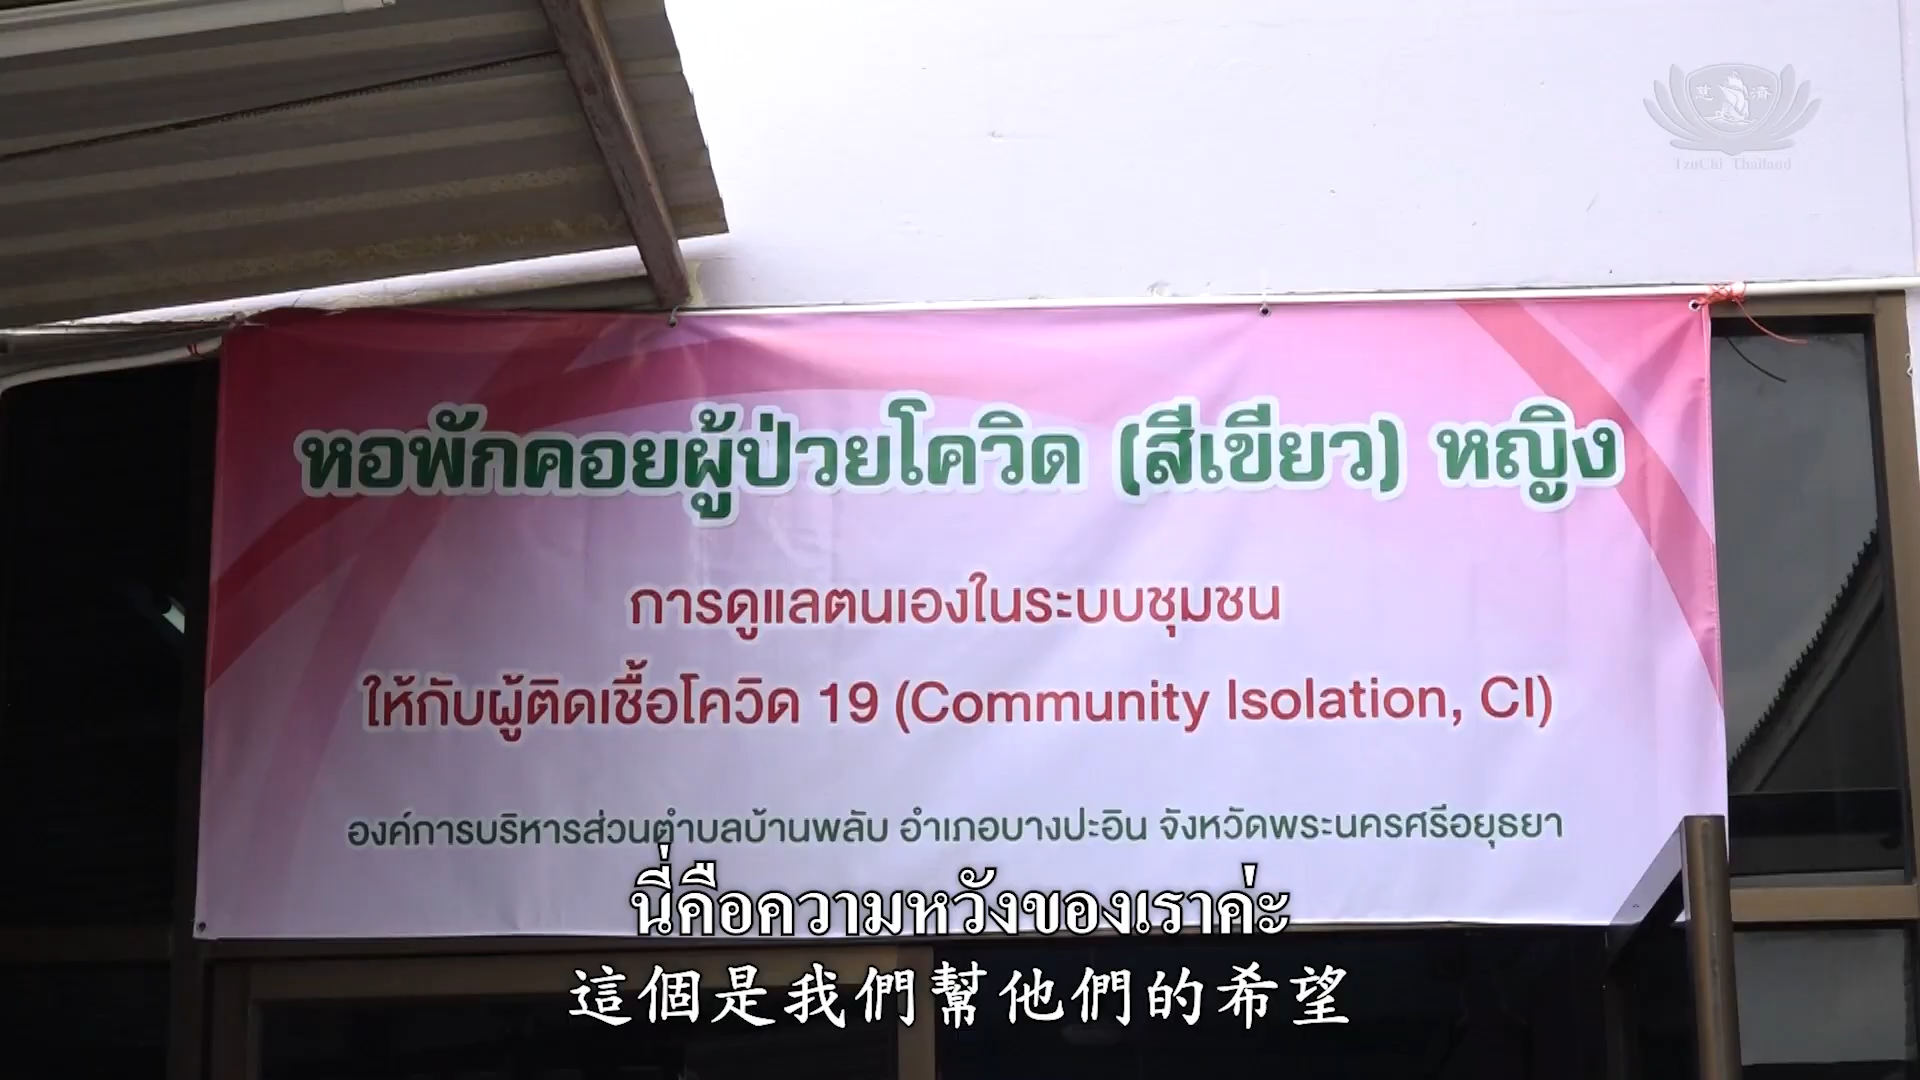 慈濟
TzuChi Thailand
หอพักคอยผู้ป่วยโควิด (สีเขียว) หญิง
การดูแลตนเองในระบบชุมชน
ให้กับผู้ติดเชื้อโควิด 19 (Community Isolation, CI)
องค์การบริหารส่วนตำบลบ้านพลับ อำเภอบางปะอิน จังหวัดพระนครศรีอยุธยา
นี่คือความหวังของเราค่ะ
這個是我們幫他們的希望